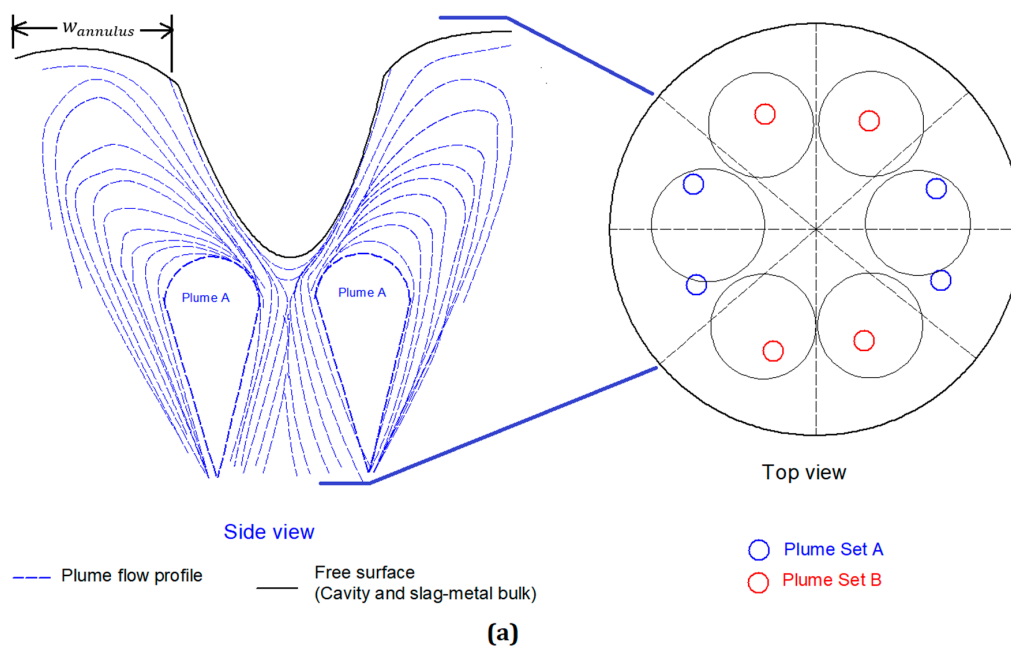 W_annulus
Plume A
Plume A
Side view
Top view
Plume flow profile
Free surface
(Cavity and slag-metal bulk)
Plume Set A
Plume Set B
(a)